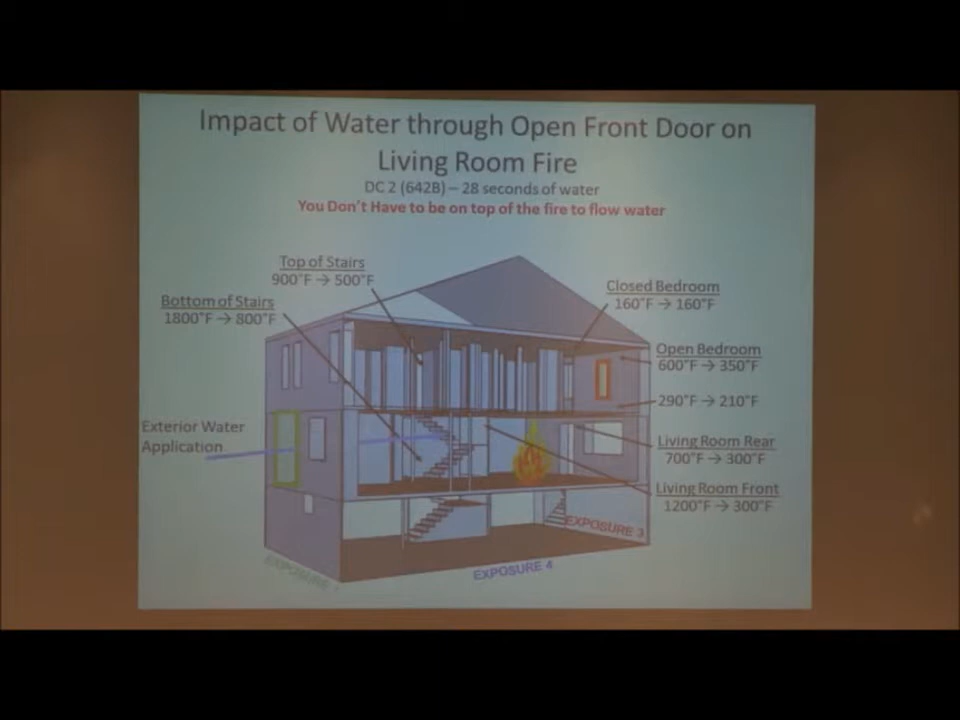 Impact of Water through Open Front Door on
Living Room Fire
DC 2 (642B) – 28 seconds of water
You Don't Have to be on top of the fire to flow water
Top of Stairs
900°F → 500°F
Bottom of Stairs
1800°F → 800°F
Closed Bedroom
160°F → 160°F
Open Bedroom
600°F → 350°F
290°F → 210°F
Exterior Water
Application
Living Room Rear
700°F → 300°F
Living Room Front
1200°F → 300°F
EXPOSURE 3
EXPOSURE 4
EXPOSURE